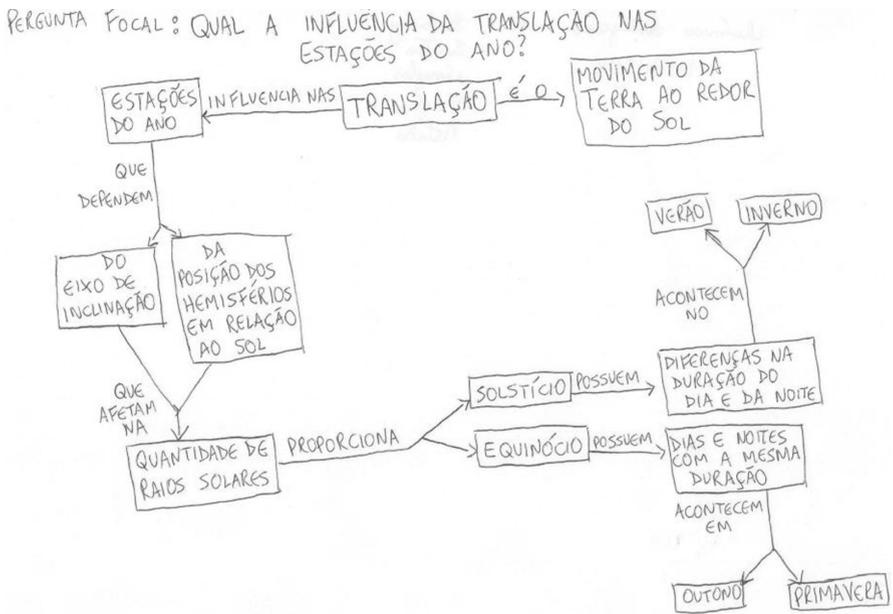 PERGUNTA FOCAL: QUAL A INFLUÊNCIA DA TRANSLAÇÃO NAS
ESTAÇÕES DO ANO?
ESTAÇÕES
DO ANO
INFLUENCIA NAS
TRANSLAÇÃO
É O
MOVIMENTO DA
TERRA AO REDOR
DO SOL
QUE
DEPENDEM
DO
EIXO DE
INCLINAÇÃO
DA
POSIÇÃO DOS
HEMISFÉRIOS
EM RELAÇÃO
AO SOL
QUE
AFETAM
NA
QUANTIDADE DE
RAIOS SOLARES
PROPORCIONA
SOLSTÍCIO
POSSUEM
DIFERENÇAS NA
DURAÇÃO DO
DIA E DA NOITE
ACONTECEM
NO
VERÃO
INVERNO
EQUINÓCIO
POSSUEM
DIAS E NOITES
COM A MESMA
DURAÇÃO
ACONTECEM
EM
OUTONO
PRIMAVERA